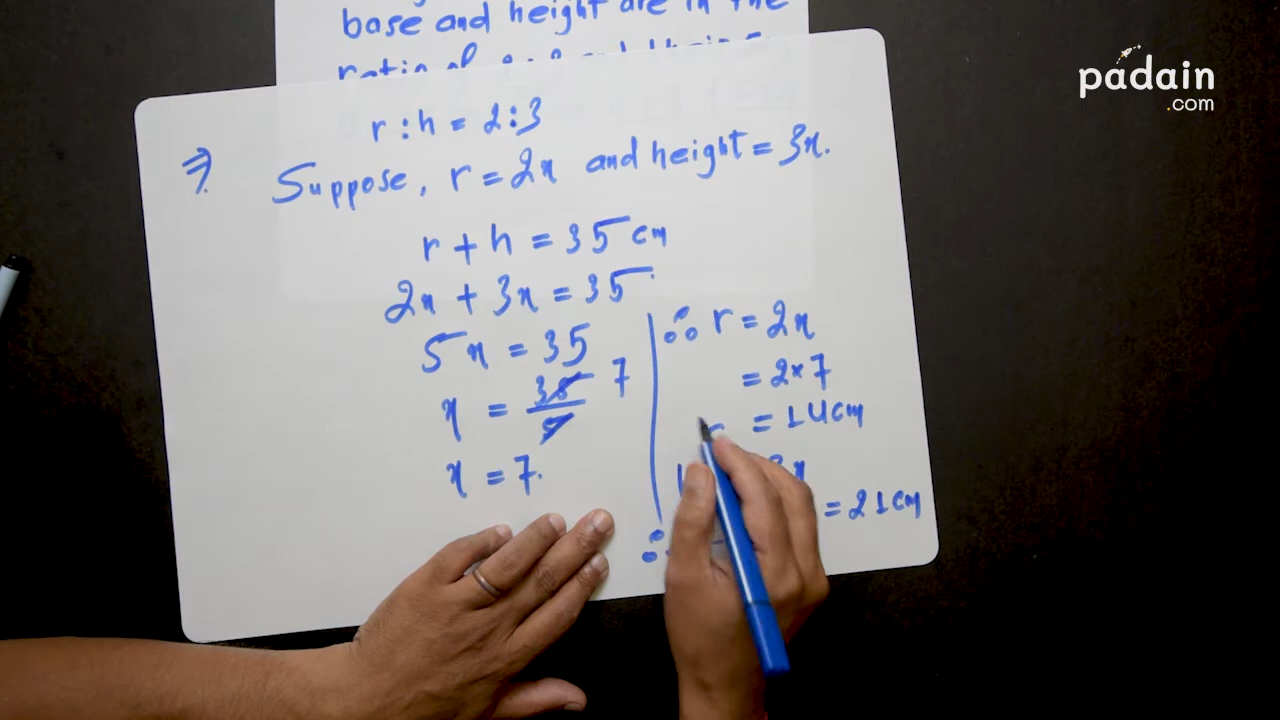 base and height are in the
r : h = 2 : 3
⇒ Suppose, r = 2x and height = 3x.
r + h = 35 cm
2x + 3x = 35
5x = 35
x = 35/5 7
x = 7.
∴ r = 2x
= 2 × 7
r = 14 cm
= 21 cm
padain
.com